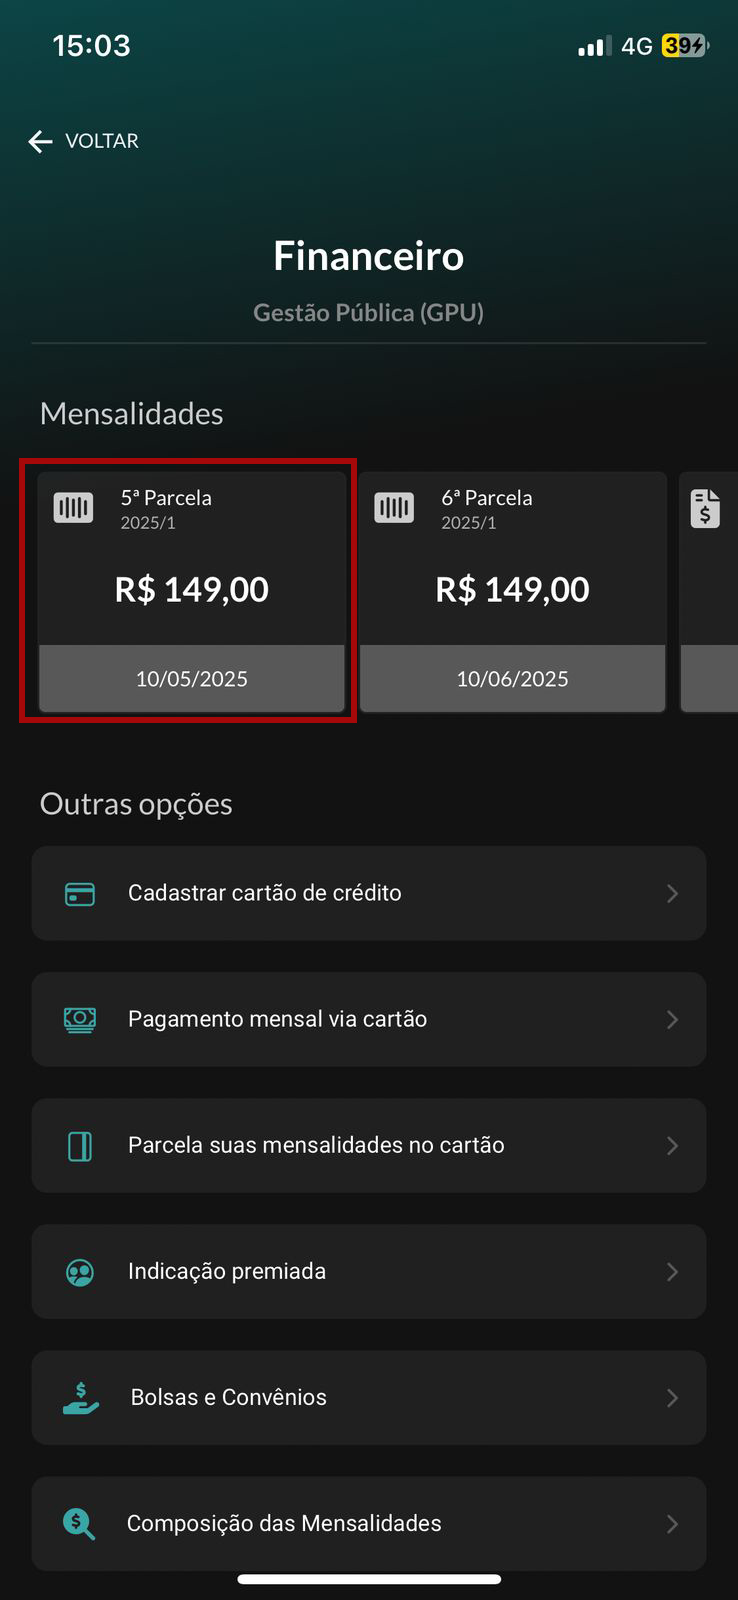 15:03
4G
39
VOLTAR
Financeiro
Gestão Pública (GPU)
Mensalidades
5ª Parcela
2025/1
R$ 149,00
10/05/2025
6ª Parcela
2025/1
R$ 149,00
10/06/2025
Outras opções
Cadastrar cartão de crédito
Pagamento mensal via cartão
Parcela suas mensalidades no cartão
Indicação premiada
Bolsas e Convênios
Composição das Mensalidades